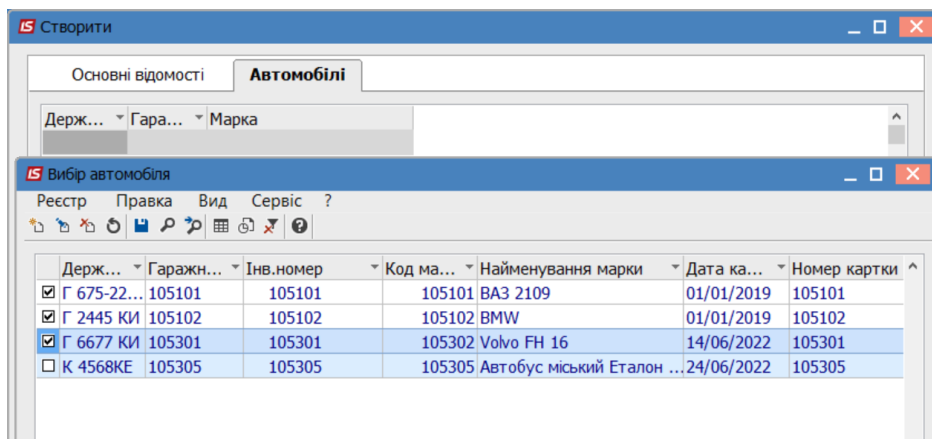 Створити
Основні відомості Автомобілі
Держ... Гара... Марка
Вибір автомобіля
Реєстр Правка Вид Сервіс ?
Держ... Гаражн... Інв.номер Код ма... Найменування марки Дата ка... Номер картки
Г 675-22... 105101 105101 105101 ВАЗ 2109 01/01/2019 105101
Г 2445 КИ 105102 105102 105102 BMW 01/01/2019 105102
Г 6677 КИ 105301 105301 105302 Volvo FH 16 14/06/2022 105301
К 4568КЕ 105305 105305 105305 Автобус міський Еталон ... 24/06/2022 105305